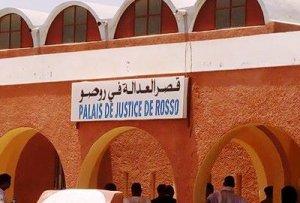 قصر العدالة في روصو
PALAIS DE JUSTICE DE ROSSO